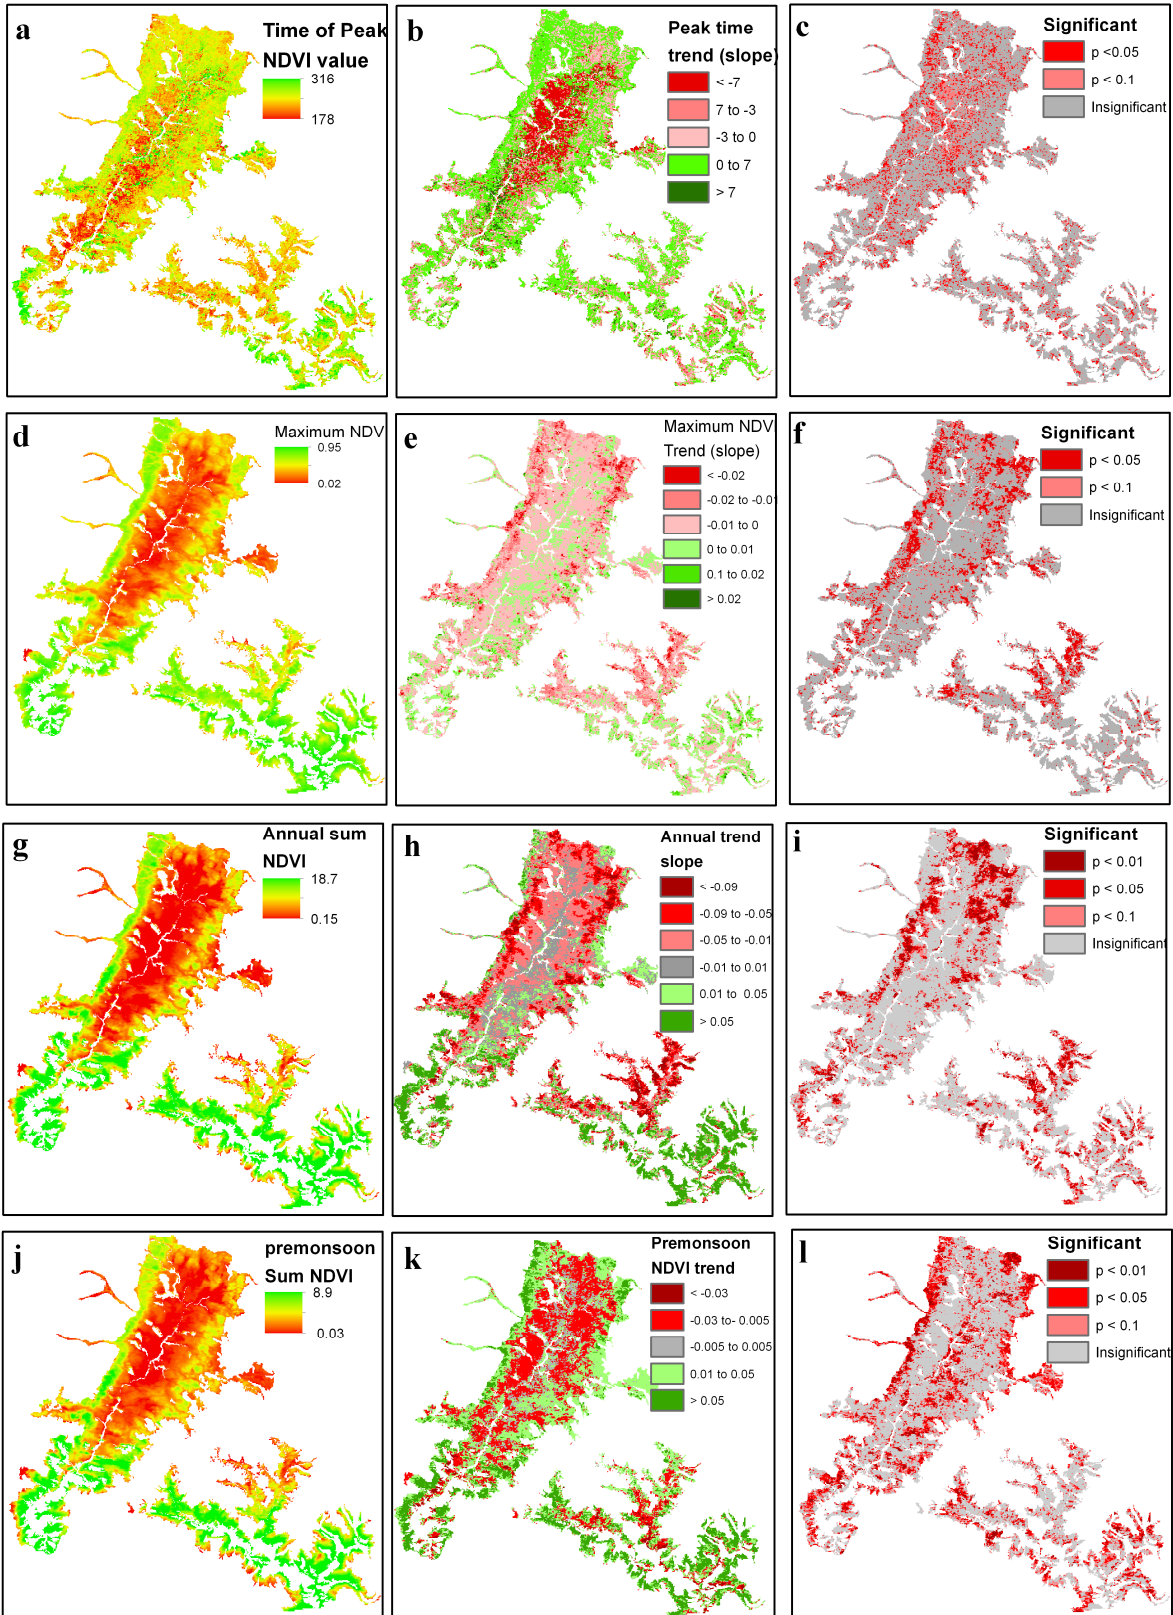 a
Time of Peak
NDVI value
316
178
b
Peak time
trend (slope)
< -7
7 to -3
-3 to 0
0 to 7
> 7
c
Significant
p <0.05
p < 0.1
Insignificant
d
Maximum NDV
0.95
0.02
e
Maximum NDV
Trend (slope)
< -0.02
-0.02 to -0.01
-0.01 to 0
0 to 0.01
0.1 to 0.02
> 0.02
f
Significant
p < 0.05
p < 0.1
Insignificant
g
Annual sum
NDVI
18.7
0.15
h
Annual trend
slope
< -0.09
-0.09 to -0.05
-0.05 to -0.01
-0.01 to 0.01
0.01 to 0.05
> 0.05
i
Significant
p < 0.01
p < 0.05
p < 0.1
Insignificant
j
premonsoon
Sum NDVI
8.9
0.03
k
Premonsoon
NDVI trend
< -0.03
-0.03 to- 0.005
-0.005 to 0.005
0.01 to 0.05
> 0.05
l
Significant
p < 0.01
p < 0.05
p < 0.1
Insignificant